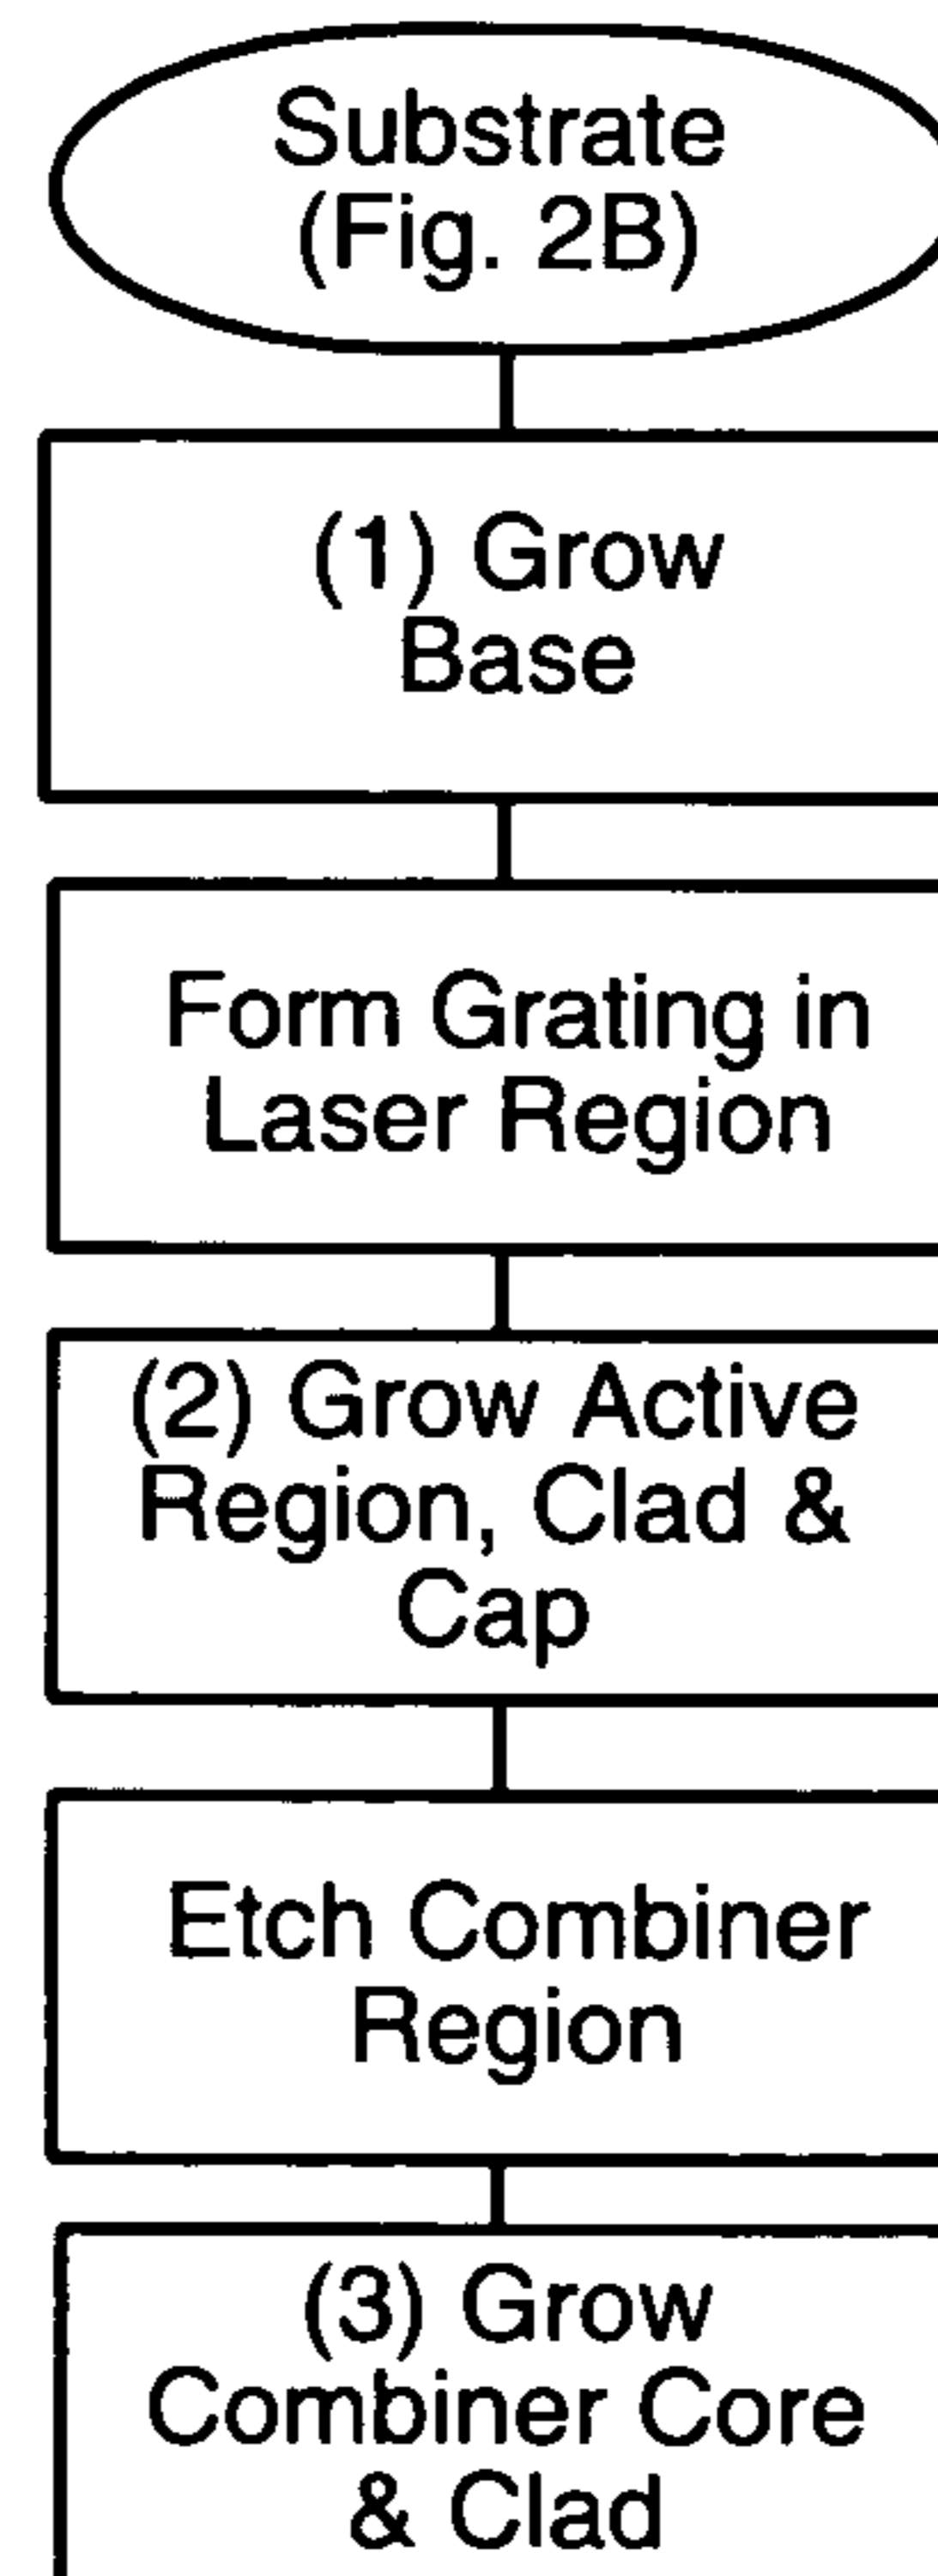 Substrate
(Fig. 2B)
(1) Grow
Base
Form Grating in
Laser Region
(2) Grow Active
Region, Clad &
Cap
Etch Combiner
Region
(3) Grow
Combiner Core
& Clad